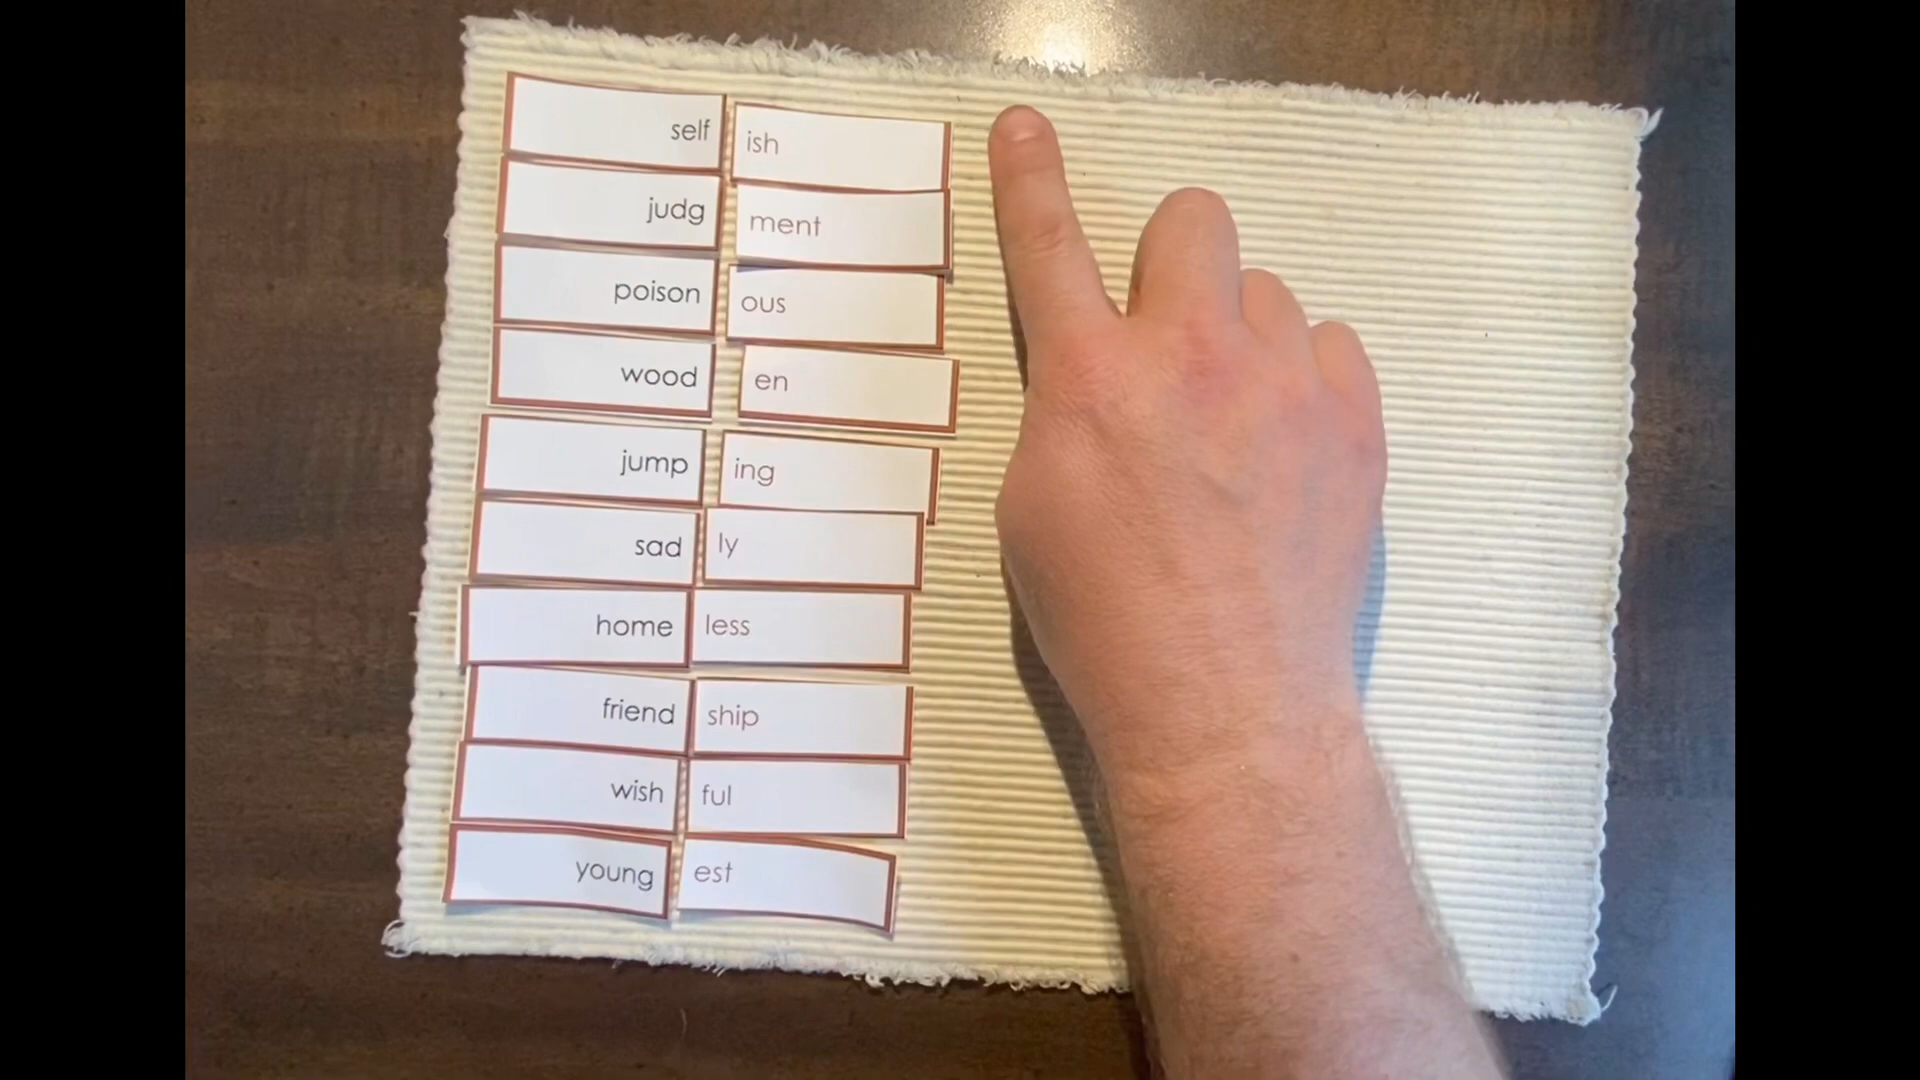 self ish
judg ment
poison ous
wood en
jump ing
sad ly
home less
friend ship
wish ful
young est